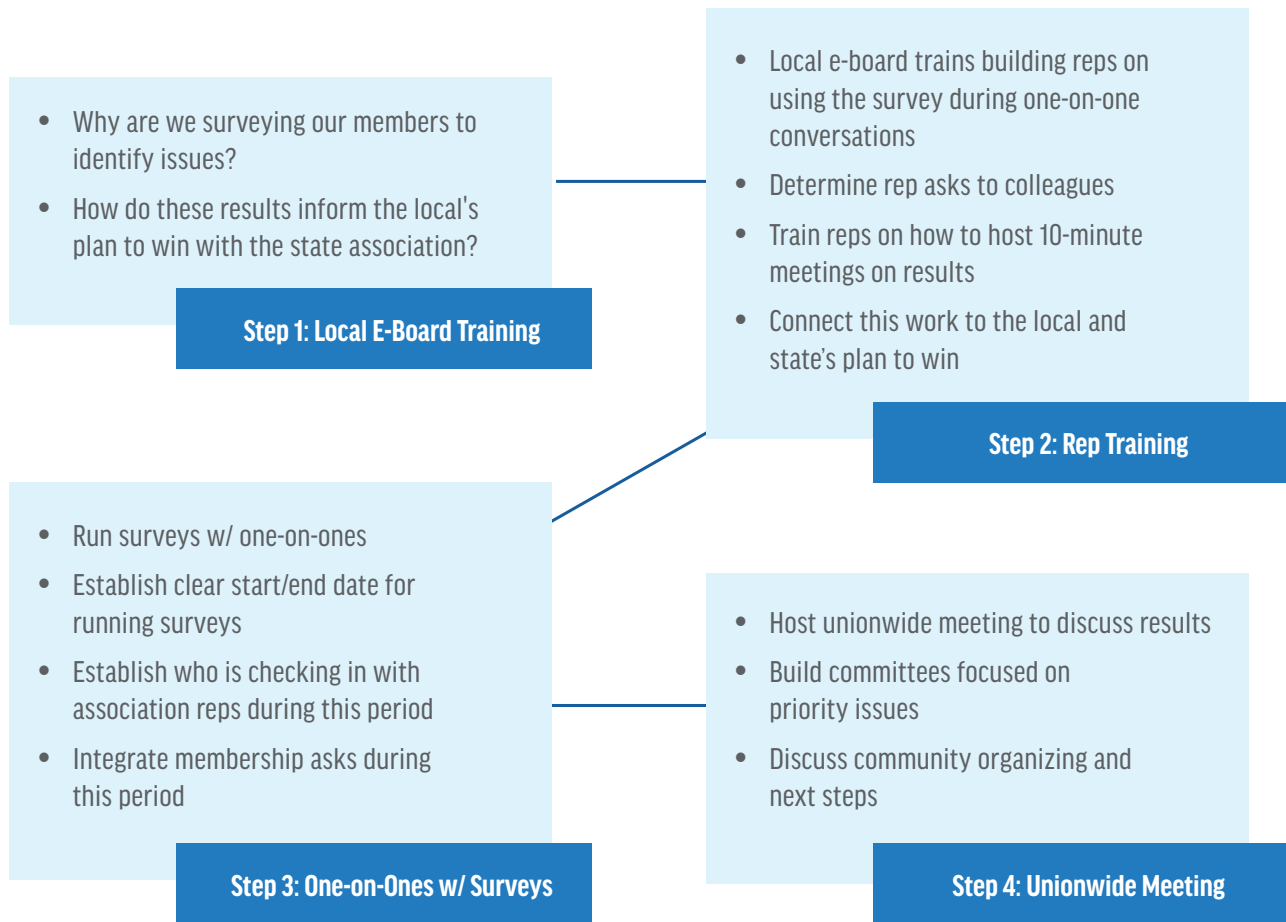 • Why are we surveying our members to
identify issues?
• How do these results inform the local's
plan to win with the state association?
Step 1: Local E-Board Training
• Local e-board trains building reps on
using the survey during one-on-one
conversations
• Determine rep asks to colleagues
• Train reps on how to host 10-minute
meetings on results
• Connect this work to the local and
state’s plan to win
Step 2: Rep Training
• Run surveys w/ one-on-ones
• Establish clear start/end date for
running surveys
• Establish who is checking in with
association reps during this period
• Integrate membership asks during
this period
Step 3: One-on-Ones w/ Surveys
• Host unionwide meeting to discuss results
• Build committees focused on
priority issues
• Discuss community organizing and
next steps
Step 4: Unionwide Meeting